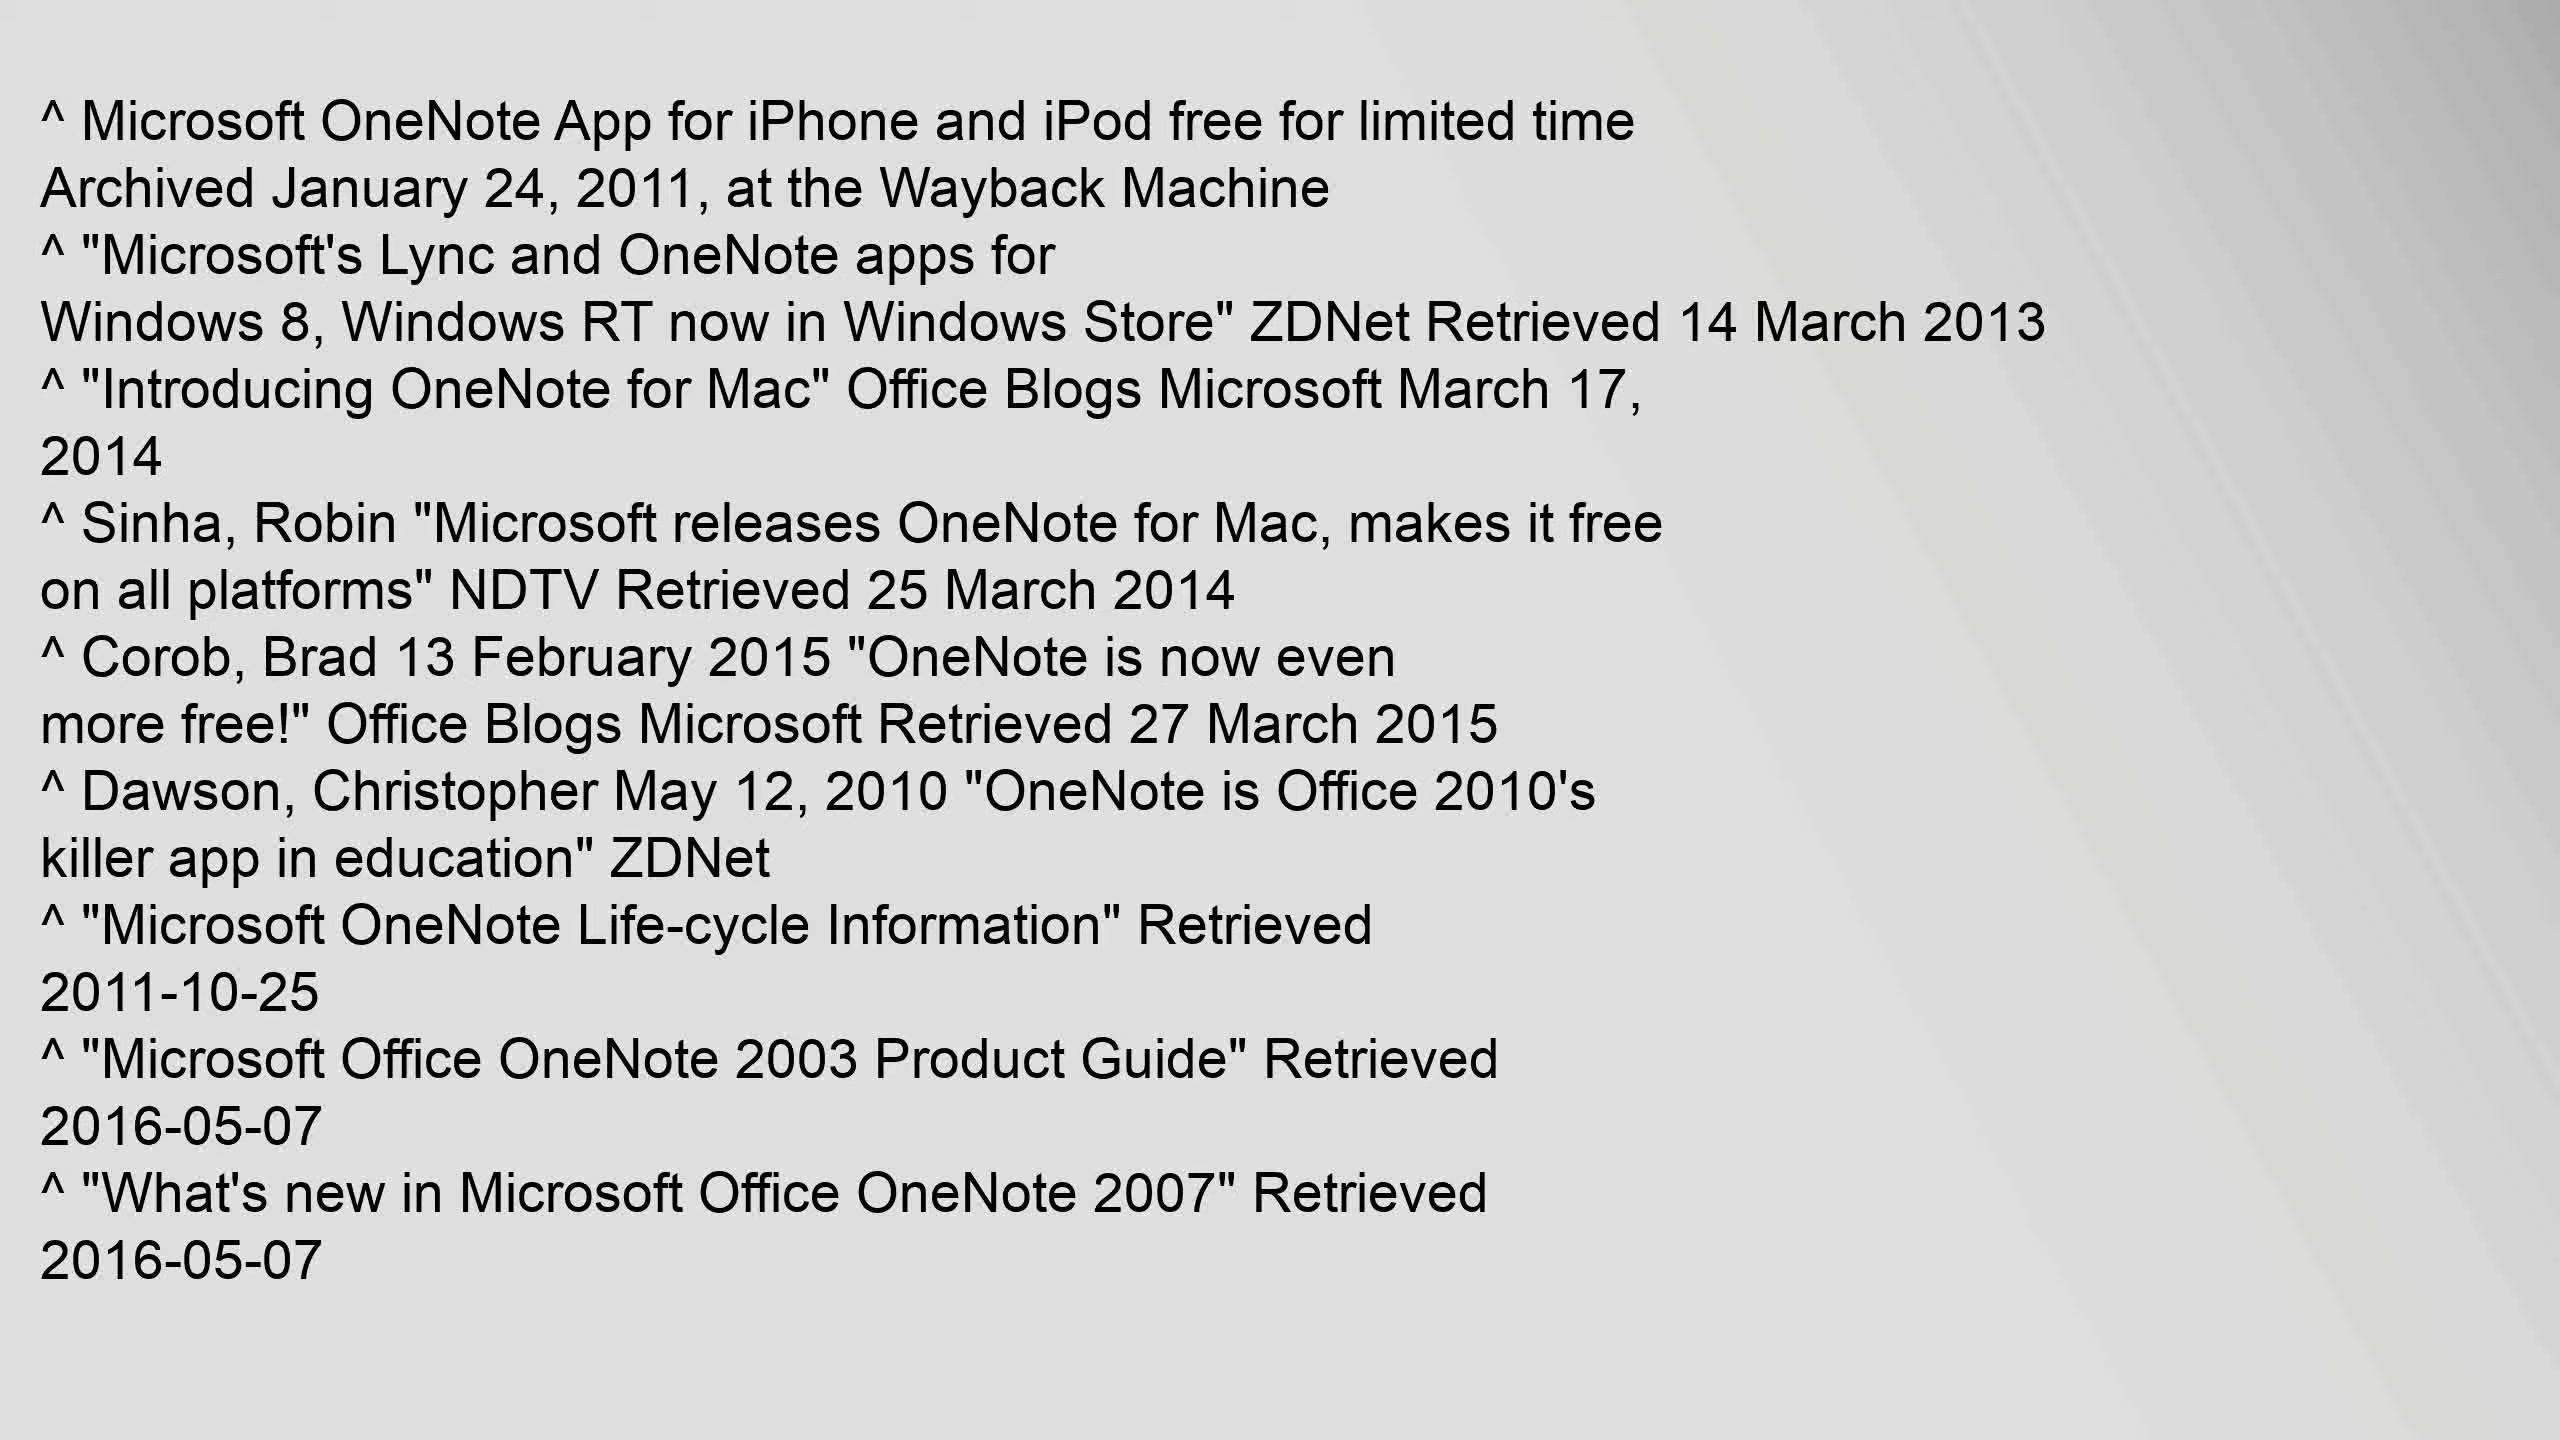 ^ Microsoft OneNote App for iPhone and iPod free for limited time
Archived January 24, 2011, at the Wayback Machine
^ "Microsoft's Lync and OneNote apps for
Windows 8, Windows RT now in Windows Store" ZDNet Retrieved 14 March 2013
^ "Introducing OneNote for Mac" Office Blogs Microsoft March 17,
2014
^ Sinha, Robin "Microsoft releases OneNote for Mac, makes it free
on all platforms" NDTV Retrieved 25 March 2014
^ Corob, Brad 13 February 2015 "OneNote is now even
more free!" Office Blogs Microsoft Retrieved 27 March 2015
^ Dawson, Christopher May 12, 2010 "OneNote is Office 2010's
killer app in education" ZDNet
^ "Microsoft OneNote Life-cycle Information" Retrieved
2011-10-25
^ "Microsoft Office OneNote 2003 Product Guide" Retrieved
2016-05-07
^ "What's new in Microsoft Office OneNote 2007" Retrieved
2016-05-07